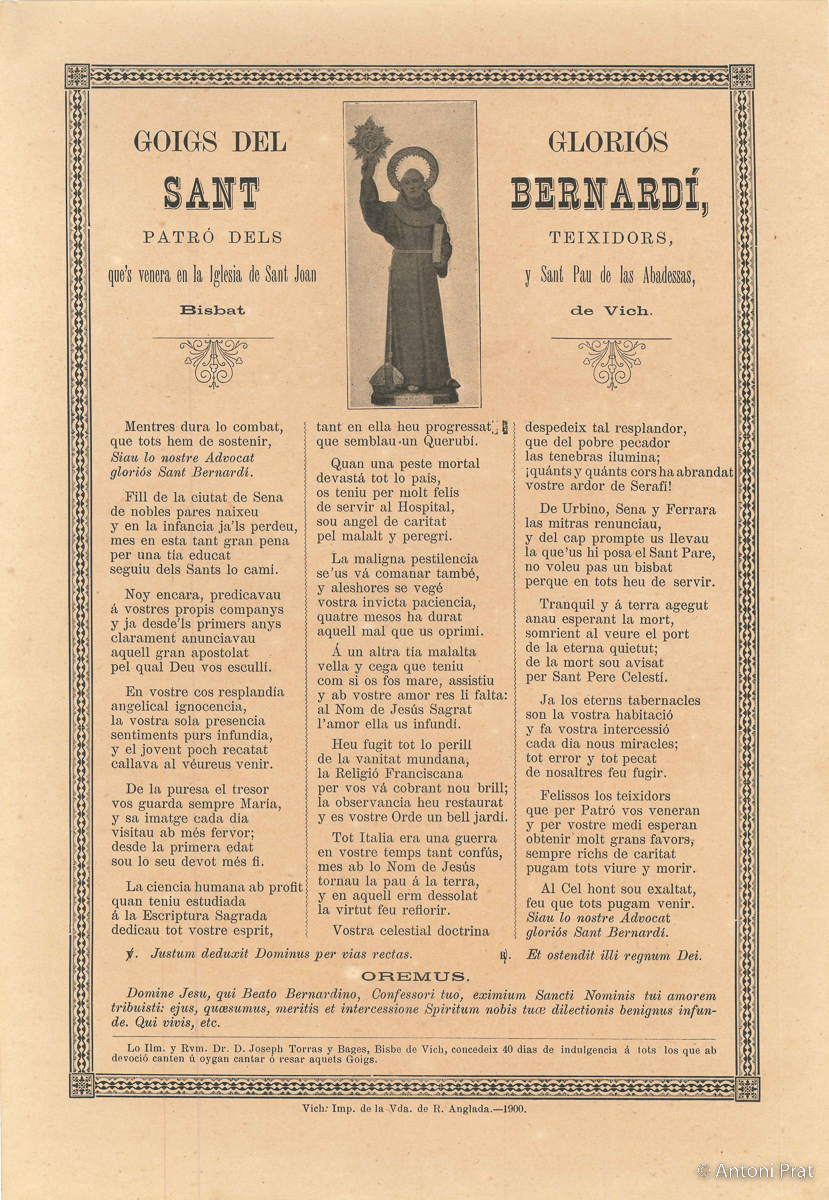 GOIGS DEL GLORIÓS
SANT BERNARDÍ,
PATRÓ DELS TEIXIDORS,
que's venera en la Iglesia de Sant Joan y Sant Pau de las Abadessas,
Bisbat de Vich.
Mentres dura lo combat,
que tots hem de sostenir,
Siau lo nostre Advocat
gloriós Sant Bernardí.
Fill de la ciutat de Sena
de nobles pares naixeu
y en la infancia ja'ls perdeu,
mes en esta tant gran pena
per una tía educat
seguiu dels Sants lo camí.
Noy encara, predicavau
á vostres propis companys
y ja desde'ls primers anys
clarament anunciavau
aquell gran apostolat
pel qual Deu vos escullí.
En vostre cos resplandía
angelical ignocencia,
la vostra sola presencia
sentiments purs infundía,
y el jovent poch recatat
callava al véureus venir.
De la puresa el tresor
vos guarda sempre María,
y sa imatge cada día
visitau ab més fervor;
desde la primera edat
sou lo seu devot més fi.
La ciencia humana ab profit
quan teniu estudiada
á la Escriptura Sagrada
dedicau tot vostre esprit,
tant en ella heu progressat
que semblau un Querubí.
Quan una peste mortal
devastá tot lo país,
os teniu per molt felís
de servir al Hospital,
sou angel de caritat
pel malalt y peregrí.
La maligna pestilencia
se'us vá comanar també,
y aleshores se vegé
vostra invicta paciencia,
quatre mesos ha durat
aquell mal que us oprimí.
Á un altra tía malalta
vella y cega que teniu
com si os fos mare, assistiu
y ab vostre amor res li falta:
al Nom de Jesús Sagrat
l'amor ella us infundí.
Heu fugit tot lo perill
de la vanitat mundana,
la Religió Franciscana
per vos vá cobrant nou brill;
la observancia heu restaurat
y es vostre Orde un bell jardí.
Tot Italia era una guerra
en vostre temps tant confús,
mes ab lo Nom de Jesús
tornau la pau á la terra,
y en aquell erm dessolat
la virtut feu reflorir.
Vostra celestial doctrina
despedeix tal resplandor,
que del pobre pecador
las tenebras ilumina;
¡quánts y quánts cors ha abrandat
vostre ardor de Serafí!
De Urbino, Sena y Ferrara
las mitras renunciau,
y del cap prompte us llevau
la que'us hi posa el Sant Pare,
no voleu pas un bisbat
perque en tots heu de servir.
Tranquil y á terra agegut
anau esperant la mort,
somrient al veure el port
de la eterna quietut;
de la mort sou avisat
per Sant Pere Celestí.
Ja los eterns tabernacles
son la vostra habitació
y fa vostra intercessió
cada día nous miracles;
tot error y tot pecat
de nosaltres feu fugir.
Felissos los teixidors
que per Patró vos veneran
y per vostre medi esperan
obtenir molt grans favors,
sempre richs de caritat
pugam tots viure y morir.
Al Cel hont sou exaltat,
feu que tots pugam venir.
Siau lo nostre Advocat
gloriós Sant Bernardí.
℣. Justum deduxit Dominus per vias rectas. ℟. Et ostendit illi regnum Dei.
OREMUS.
Domine Jesu, qui Beato Bernardino, Confessori tuo, eximium Sancti Nominis tui amorem
tribuisti: ejus, quæsumus, meritis et intercessione Spiritum nobis tuæ dilectionis benignus infun-
de. Qui vivis, etc.
Lo Ilm. y Rvm. Dr. D. Joseph Torras y Bages, Bisbe de Vich, concedeix 40 dias de indulgencia á tots los que ab
devoció canten ú oygan cantar ó resar aquets Goigs.
Vich: Imp. de la Vda. de R. Anglada.—1900.
© Antoni Prat